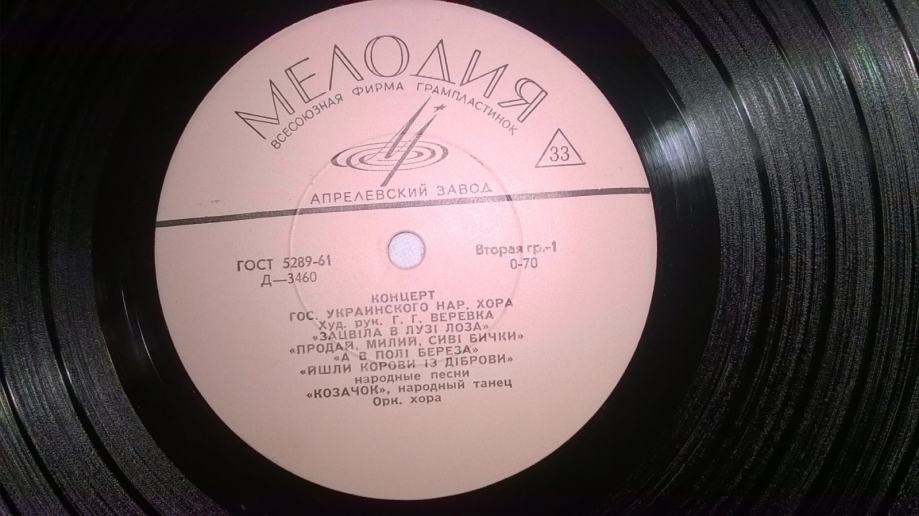 МЕЛОДИЯ
ВСЕСОЮЗНАЯ ФИРМА ГРАМПЛАСТИНОК
33
АПРЕЛЕВСКИЙ ЗАВОД
ГОСТ 5289-61
Д—3460
Вторая гр.-1
0-70
КОНЦЕРТ
ГОС. УКРАИНСКОГО НАР. ХОРА
Худ. рук. Г. Г. ВЕРЕВКА
«ЗАЦВІЛА В ЛУЗІ ЛОЗА»
«ПРОДАЙ, МИЛИЙ, СИВІ БИЧКИ»
«А В ПОЛІ БЕРЕЗА»
«ЙШЛИ КОРОВИ ІЗ ДІБРОВИ»
народные песни
«КОЗАЧОК», народный танец
Орк. хора